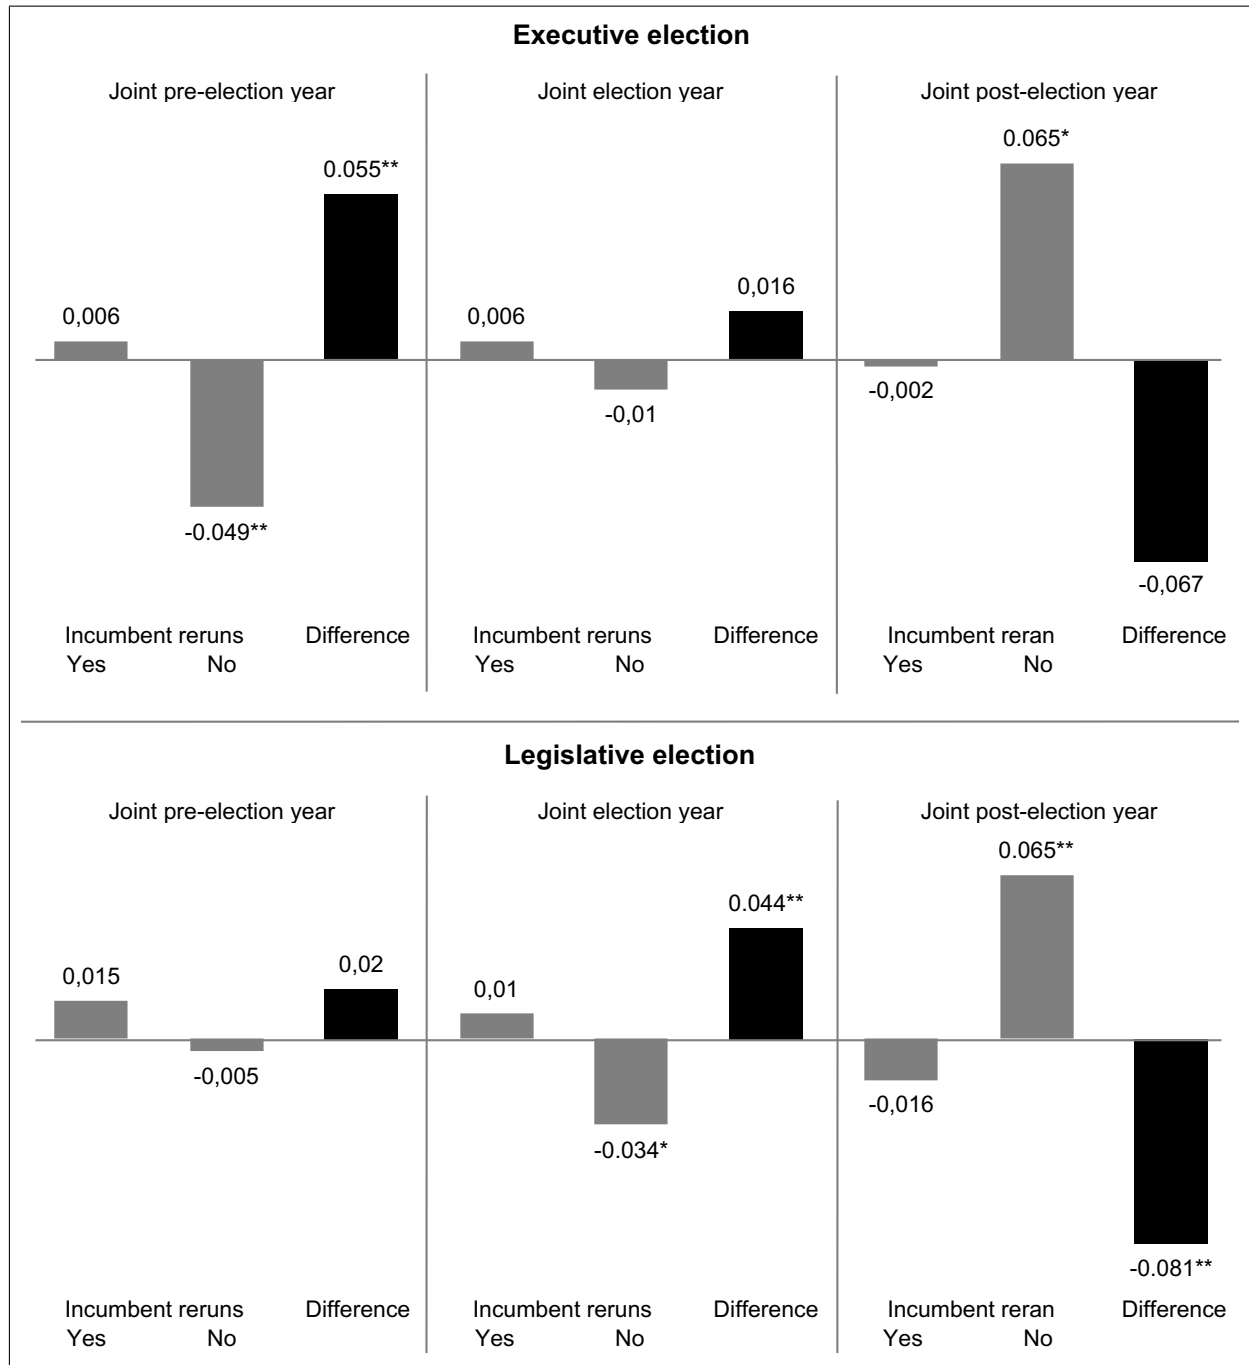 Executive election
Joint pre-election year
Joint election year
Joint post-election year
0.055**
0,006
-0.049**
0,016
0,006
-0,01
0.065*
-0,002
-0,067
Incumbent reruns
Difference
Yes
No
Incumbent reruns
Difference
Yes
No
Incumbent reran
Difference
Yes
No
Legislative election
Joint pre-election year
Joint election year
Joint post-election year
0,015
0,02
-0,005
0.044**
0,01
-0.034*
0.065**
-0,016
-0.081**
Incumbent reruns
Difference
Yes
No
Incumbent reruns
Difference
Yes
No
Incumbent reran
Difference
Yes
No